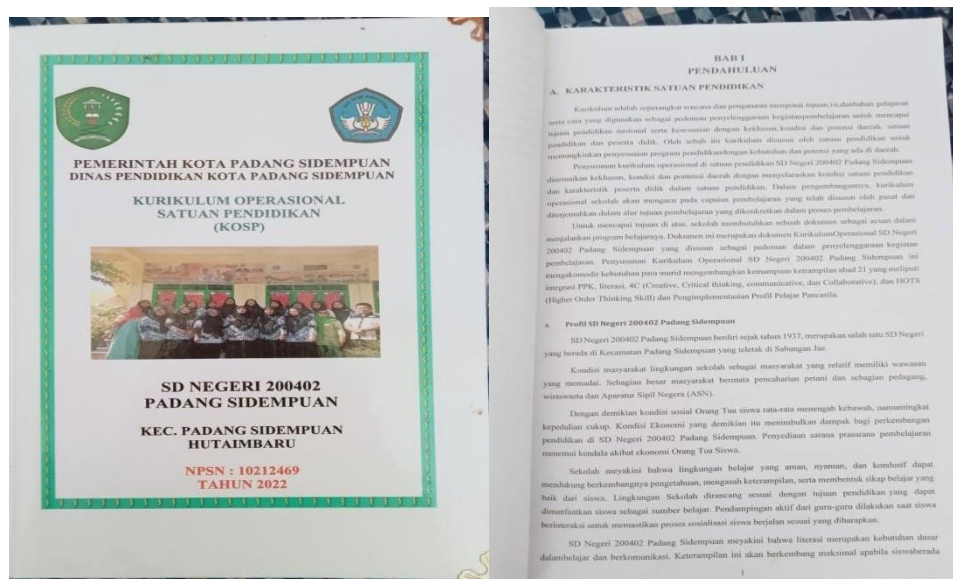 PEMERINTAH KOTA PADANG SIDEMPUAN
DINAS PENDIDIKAN KOTA PADANG SIDEMPUAN
KURIKULUM OPERASIONAL
SATUAN PENDIDIKAN
(KOSP)
SD NEGERI 200402
PADANG SIDEMPUAN
KEC. PADANG SIDEMPUAN
HUTAIMBARU
NPSN : 10212469
TAHUN 2022
BAB I
PENDAHULUAN
A. KARAKTERISTIK SATUAN PENDIDIKAN
Kurikulum adalah seperangkat rencana dan pengaturan mengenai tujuan,isi,danbahan pelajaran
serta cara yang digunakan sebagai pedoman penyelenggaraan kegiatanpembelajaran untuk mencapai
tujuan pendidikan nasional serta kesesuaian dengan kekhasan,kondisi dan potensi daerah, satuan
pendidikan dan peserta didik. Oleh sebab itu kurikulum disusun oleh satuan pendidikan untuk
memungkinkan penyesuaian program pendidikandengan kebutuhan dan potensi yang ada di daerah.
Penyusunan kurikulum operasional di satuan pendidikan SD Negeri 200402 Padang Sidempuan
disesuaikan kekhasan, kondisi dan pontensi daerah dengan menyelaraskan kondisi satuan pendidikan
dan karakteristik peserta didik dalam satuan pendidikan. Dalam pengembangannya, kurikulum
operasional sekolah akan mengacu pada capaian pembelajaran yang telah disusun oleh pusat dan
diterjemahkan dalam alur tujuan pembelajaran yang dikonkretkan dalam proses pembelajaran.
Untuk mencapai tujuan di atas, sekolah membutuhkan sebuah dokumen sebagai acuan dalam
menjalankan program belajarnya. Dokumen ini merupakan dokumen KurikulumOperasional SD Negeri
200402 Padang Sidempuan yang disusun sebagai pedoman dalam penyelenggaraan kegiatan
pembelajaran. Penyusunan Kurikulum Operasional SD Negeri 200402 Padang Sidempuan ini
mengakomodir kebutuhan para murid mengembangkan kemampuan ketrampilan abad 21 yang meliputi
integrasi PPK, literasi, 4C (Creative, Critical thinking, communicative, dan Collaborative), dan HOTS
(Higher Order Thinking Skill) dan Pengimplementasian Profil Pelajar Pancasila.
a. Profil SD Negeri 200402 Padang Sidempuan
SD Negeri 200402 Padang Sidempuan berdiri sejak tahun 1937, merupakan salah satu SD Negeri
yang berada di Kecamatan Padang Sidempuan yang teletak di Sabungan Jae.
Kondisi masyarakat lingkungan sekolah sebagai masyarakat yang relatif memiliki wawasan
yang memadai. Sebagian besar masyarakat bermata pencaharian petani dan sebagian pedagang,
wiraswasta dan Aparatur Sipil Negera (ASN).
Dengan demikian kondisi sosial Orang Tua siswa rata-rata menengah kebawah, namuntingkat
kepedulian cukup. Kondisi Ekonomi yang demikian itu menimbulkan dampak bagi perkembangan
pendidikan di SD Negeri 200402 Padang Sidempuan. Penyediaan sarana prasarana pembelajaran
menemui kendala akibat ekonomi Orang Tua Siswa.
Sekolah meyakini bahwa lingkungan belajar yang aman, nyaman, dan kondusif dapat
mendukung berkembangnya pengetahuan, mengasah keterampilan, serta membentuk sikap belajar yang
baik dari siswa. Lingkungan Sekolah dirancang sesuai dengan tujuan pendidikan yang dapat
dimanfaatkan siswa sebagai sumber belajar. Pendampingan aktif dari guru-guru dilakukan saat siswa
berinteraksi untuk memastikan proses sosialisasi siswa berjalan sesuai yang diharapkan.
SD Negeri 200402 Padang Sidempuan meyakini bahwa literasi merupakan kebutuhan dasar
dalambelajar dan berkomunikasi. Keterampilan ini akan berkembang maksimal apabila siswaberada
1